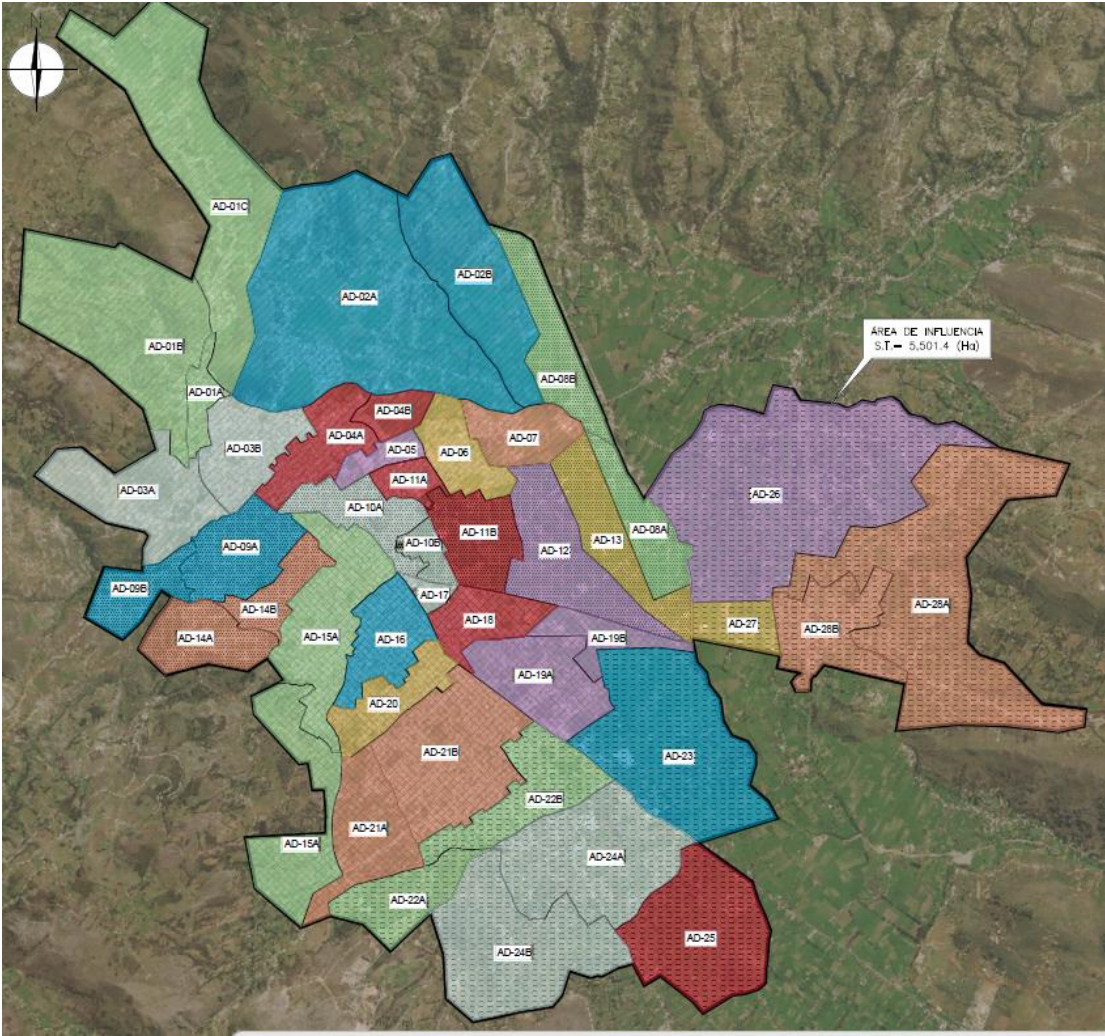 N
AD-01C
AD-02B
AD-02A
ÁREA DE INFLUENCIA
S.T.= 5,501.4 (Ha)
AD-01B
AD-08B
AD-01A
AD-04B
AD-04A
AD-07
AD-03B
AD-05
AD-06
AD-11A
AD-03A
AD-26
AD-10A
AD-08A
AD-11B
AD-13
AD-10B
AD-09A
AD-12
AD-09B
AD-17
AD-28A
AD-14B
AD-18
AD-27
AD-28B
AD-14A
AD-15A
AD-16
AD-19B
AD-19A
AD-20
AD-21B
AD-23
AD-22B
AD-21A
AD-15A
AD-24A
AD-22A
AD-25
AD-24B